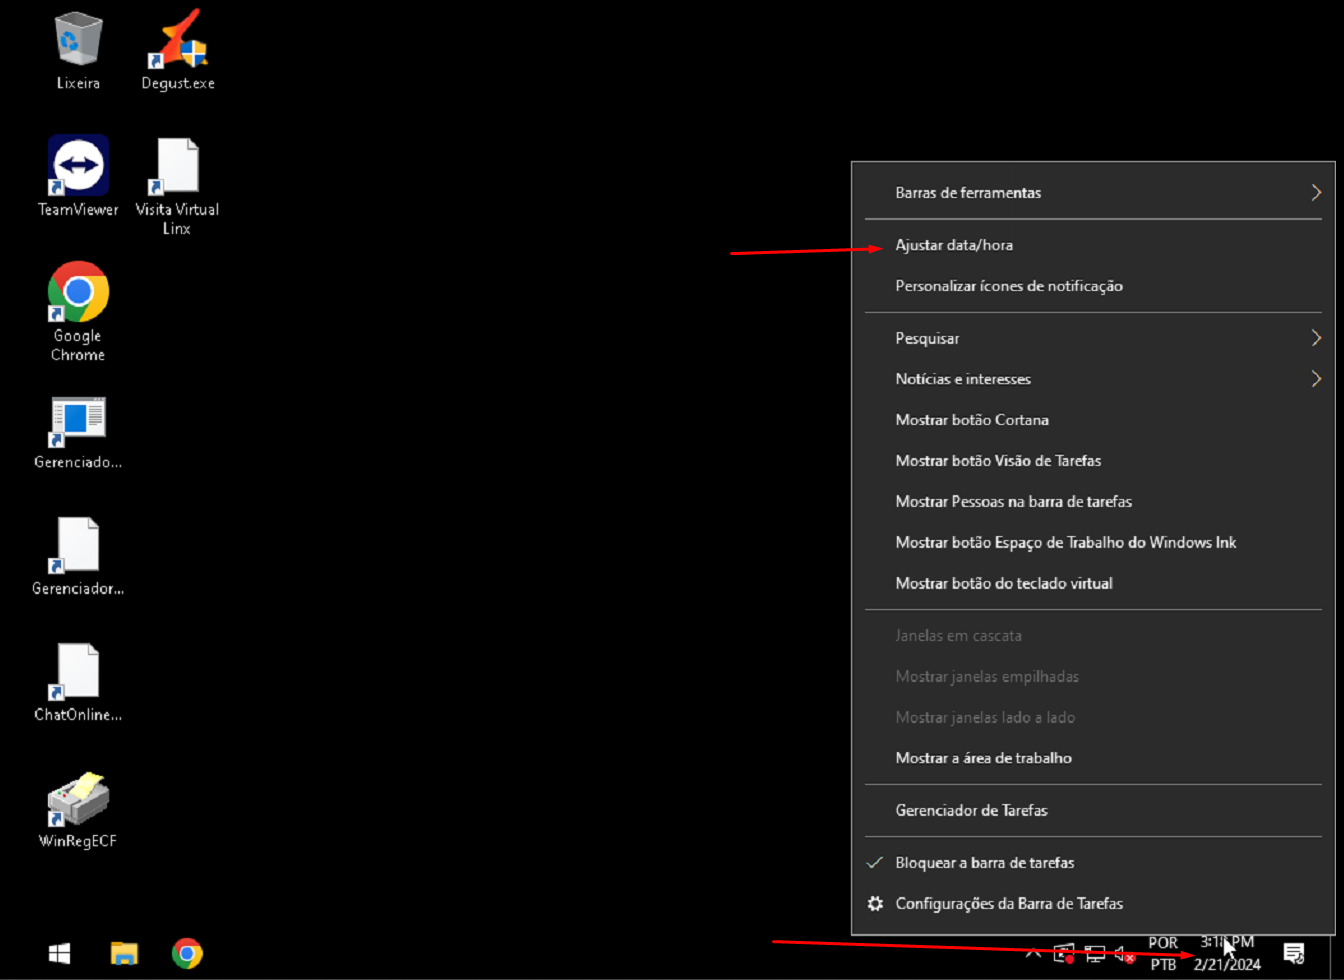 Lixeira
Degust.exe
TeamViewer
Visita Virtual
Linx
Google
Chrome
Gerenciado...
Gerenciador...
ChatOnline...
WinRegECF
Barras de ferramentas
Ajustar data/hora
Personalizar ícones de notificação
Pesquisar
Notícias e interesses
Mostrar botão Cortana
Mostrar botão Visão de Tarefas
Mostrar Pessoas na barra de tarefas
Mostrar botão Espaço de Trabalho do Windows Ink
Mostrar botão do teclado virtual
Janelas em cascata
Mostrar janelas empilhadas
Mostrar janelas lado a lado
Mostrar a área de trabalho
Gerenciador de Tarefas
Bloquear a barra de tarefas
Configurações da Barra de Tarefas
POR
PTB
3:18 PM
2/21/2024